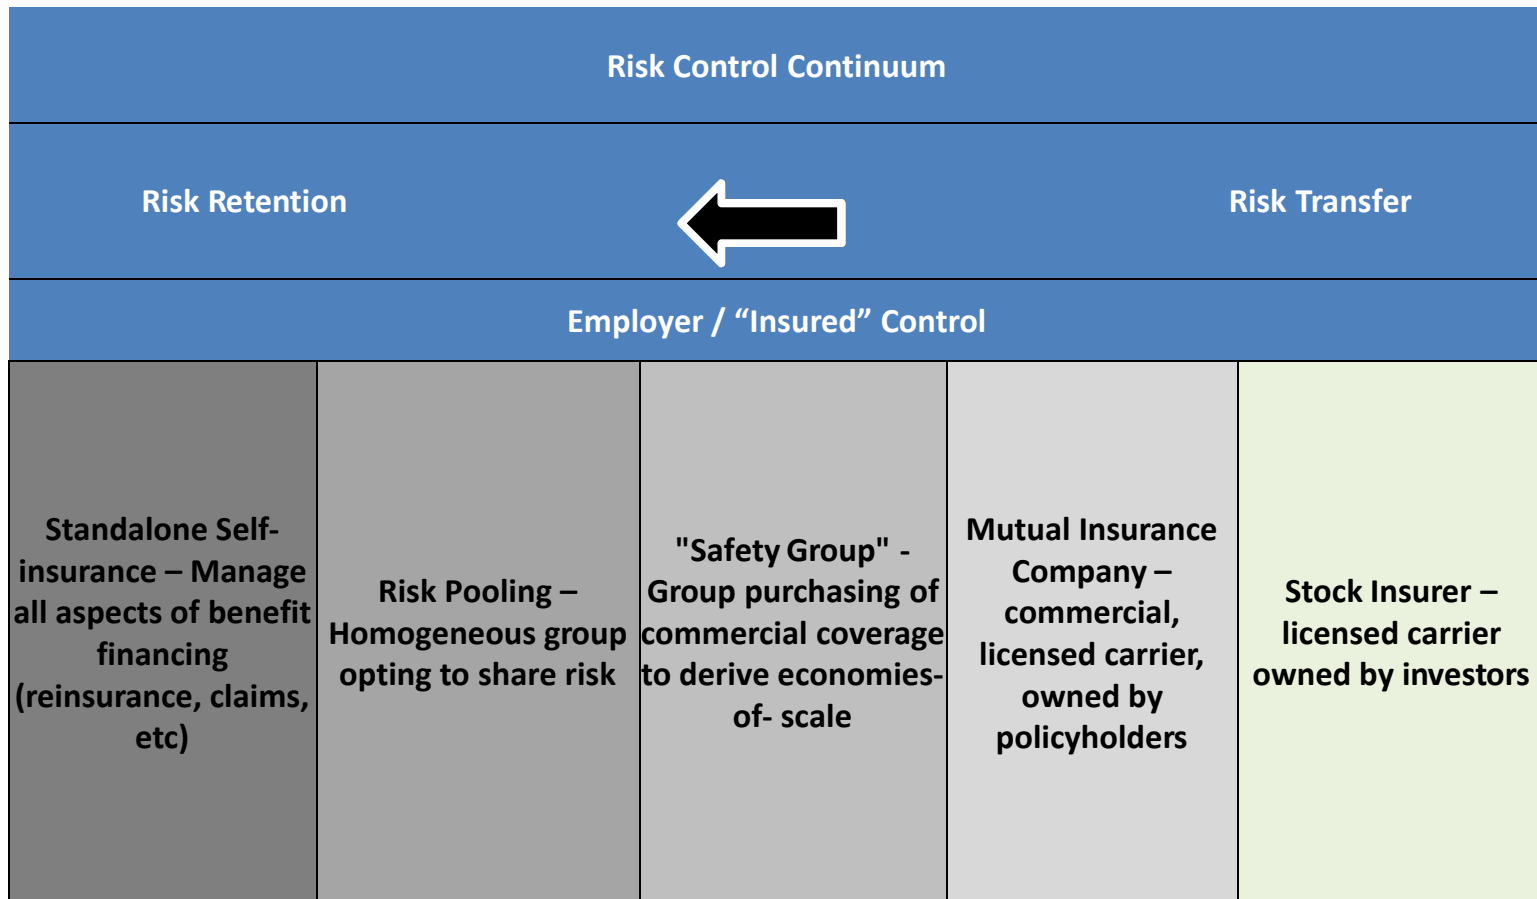 Risk Control Continuum
Risk Retention
Risk Transfer
Employer / “Insured” Control
Standalone Self-
insurance – Manage
all aspects of benefit
financing
(reinsurance, claims,
etc)
Risk Pooling –
Homogeneous group
opting to share risk
"Safety Group" -
Group purchasing of
commercial coverage
to derive economies-
of- scale
Mutual Insurance
Company –
commercial,
licensed carrier,
owned by
policyholders
Stock Insurer –
licensed carrier
owned by investors